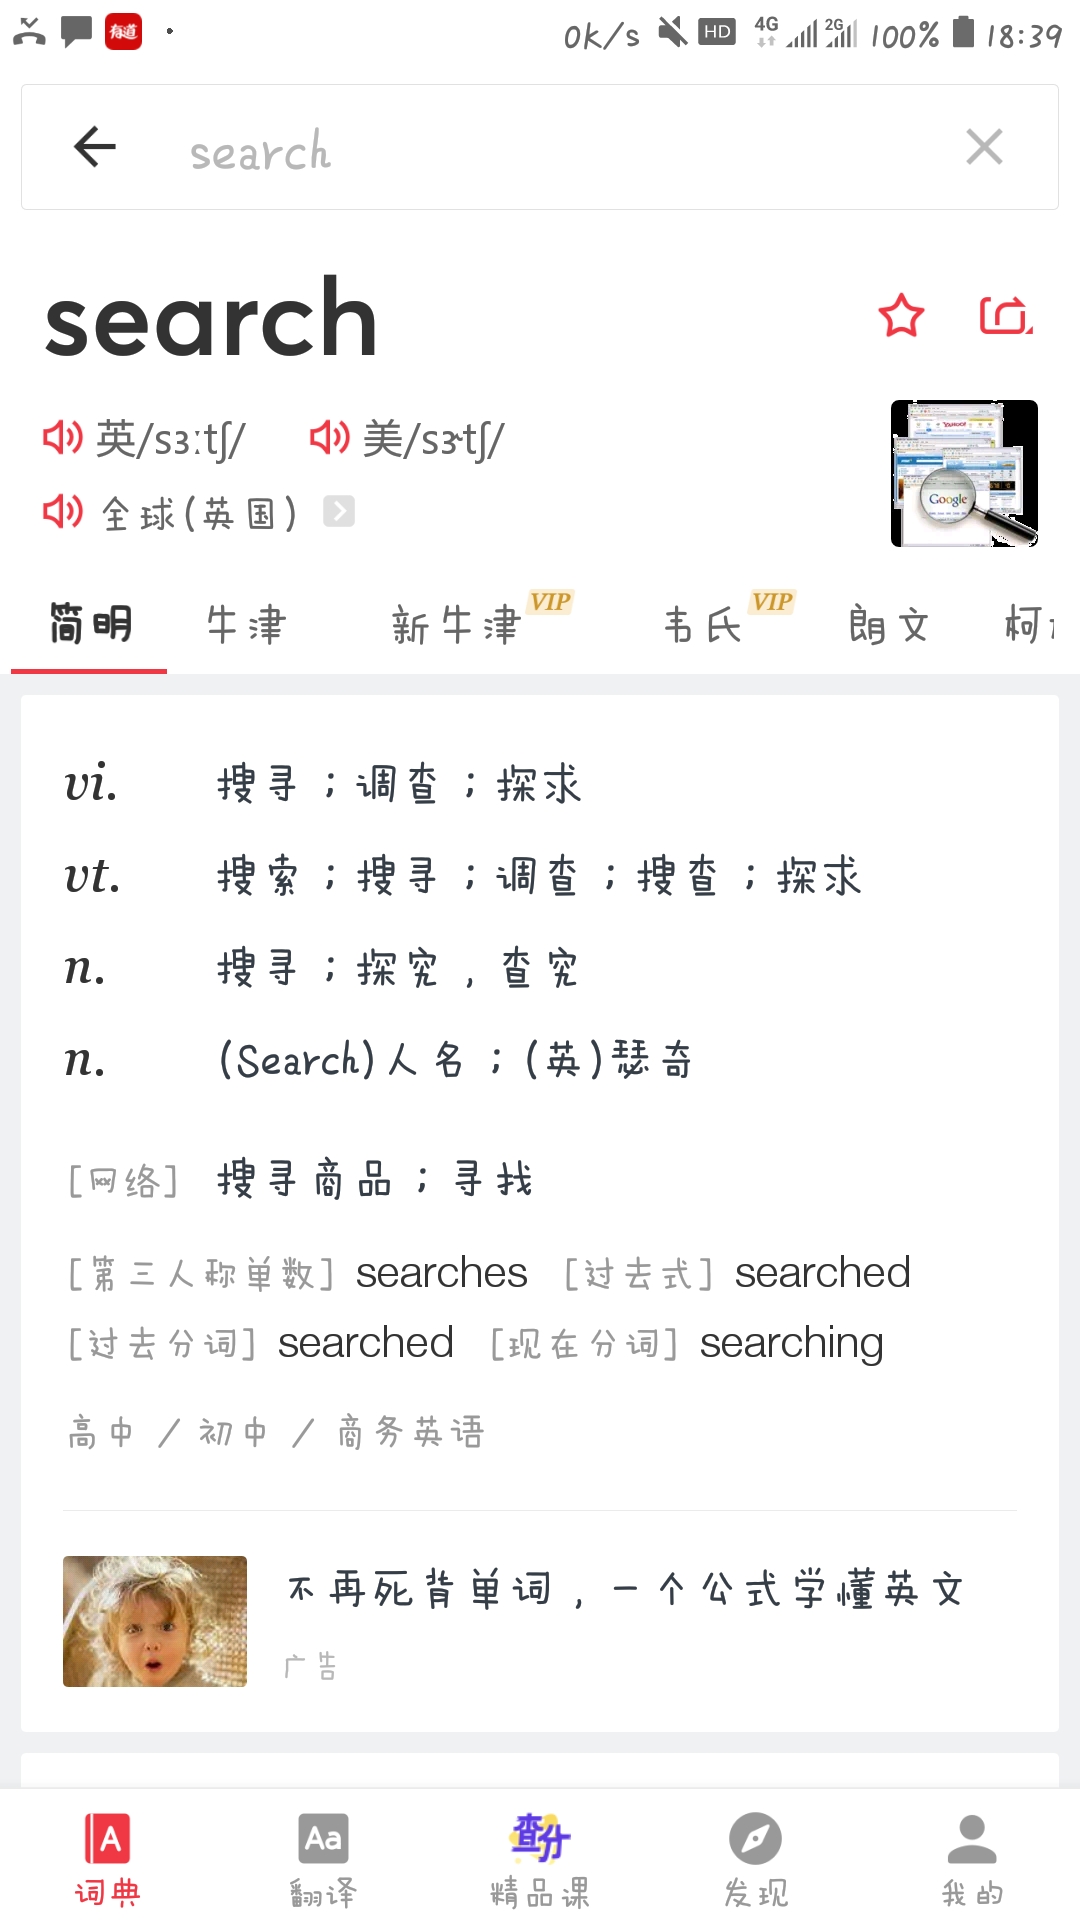 有道 0k/s HD 4G 2G 100% 18:39
search
search
英/sɜːtʃ/ 美/sɝtʃ/
全球(英国)
Google
简明 牛津 新牛津 VIP 韦氏 VIP 朗文
vi. 搜寻；调查；探求
vt. 搜索；搜寻；调查；搜查；探求
n. 搜寻；探究，查究
n. (Search)人名；(英)瑟奇
[网络] 搜寻商品；寻找
[第三人称单数] searches [过去式] searched
[过去分词] searched [现在分词] searching
高中 / 初中 / 商务英语
不再死背单词，一个公式学懂英文
广告
A Aa 查分
词典 翻译 精品课 发现 我的